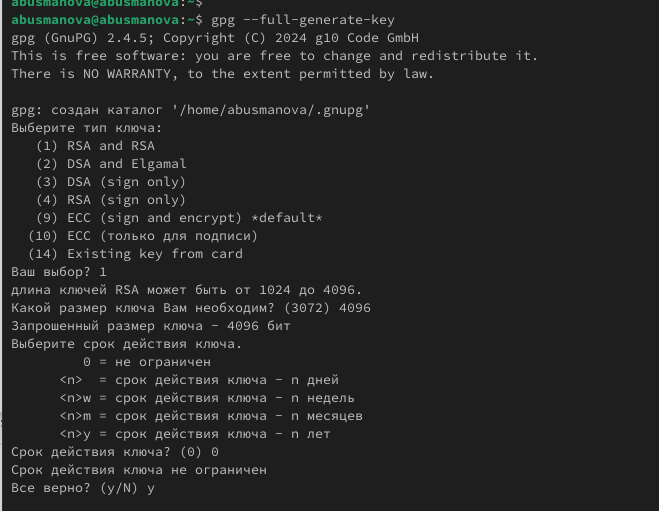 abusmanova@abusmanova:~$
abusmanova@abusmanova:~$ gpg --full-generate-key
gpg (GnuPG) 2.4.5; Copyright (C) 2024 g10 Code GmbH
This is free software: you are free to change and redistribute it.
There is NO WARRANTY, to the extent permitted by law.

gpg: создан каталог '/home/abusmanova/.gnupg'
Выберите тип ключа:
   (1) RSA and RSA
   (2) DSA and Elgamal
   (3) DSA (sign only)
   (4) RSA (sign only)
   (9) ECC (sign and encrypt) *default*
  (10) ECC (только для подписи)
  (14) Existing key from card
Ваш выбор? 1
длина ключей RSA может быть от 1024 до 4096.
Какой размер ключа Вам необходим? (3072) 4096
Запрошенный размер ключа - 4096 бит
Выберите срок действия ключа.
         0 = не ограничен
      <n>  = срок действия ключа - n дней
      <n>w = срок действия ключа - n недель
      <n>m = срок действия ключа - n месяцев
      <n>y = срок действия ключа - n лет
Срок действия ключа? (0) 0
Срок действия ключа не ограничен
Все верно? (y/N) y